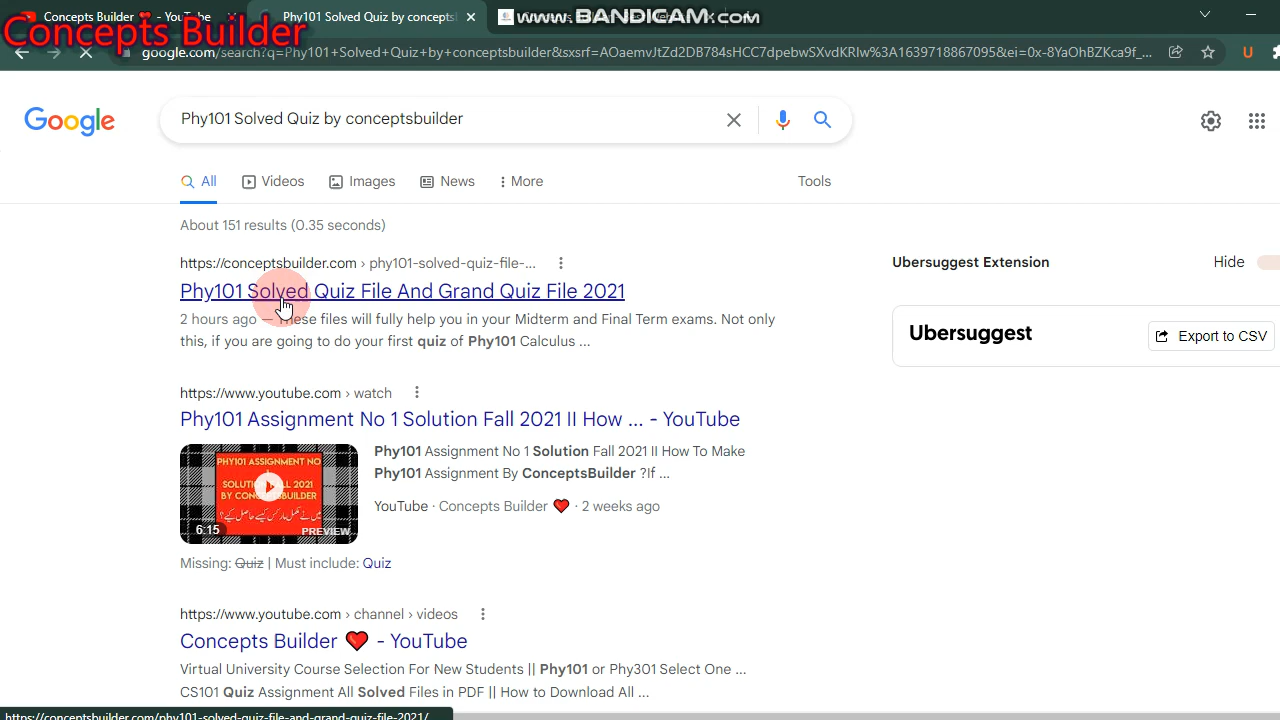 Concepts Builder ❤ - YouTube
Phy101 Solved Quiz by concepts
www.BANDICAM.com
Concepts Builder
google.com/search?q=Phy101+Solved+Quiz+by+conceptsbuilder&sxsrf=AOaemvJtZd2DB784sHCC7dpebwSXvdKRlw%3A1639718867095&ei=0x-8YaOhBZKca9f_...
U
Google
Phy101 Solved Quiz by conceptsbuilder
All
Videos
Images
News
More
Tools
About 151 results (0.35 seconds)
https://conceptsbuilder.com › phy101-solved-quiz-file-...
Phy101 Solved Quiz File And Grand Quiz File 2021
2 hours ago — These files will fully help you in your Midterm and Final Term exams. Not only
this, if you are going to do your first quiz of Phy101 Calculus ...
Ubersuggest Extension
Hide
Ubersuggest
Export to CSV
https://www.youtube.com › watch
Phy101 Assignment No 1 Solution Fall 2021 II How ... - YouTube
PHY101 ASSIGNMENT NO 1
SOLUTION FALL 2021
BY CONCEPTSBUILDER
6:15
PREVIEW
Phy101 Assignment No 1 Solution Fall 2021 II How To Make
Phy101 Assignment By ConceptsBuilder ?If ...
YouTube · Concepts Builder ❤ · 2 weeks ago
Missing: Quiz | Must include: Quiz
https://www.youtube.com › channel › videos
Concepts Builder ❤ - YouTube
Virtual University Course Selection For New Students || Phy101 or Phy301 Select One ...
CS101 Quiz Assignment All Solved Files in PDF || How to Download All ...
https://conceptsbuilder.com/phy101-solved-quiz-file-and-grand-quiz-file-2021/